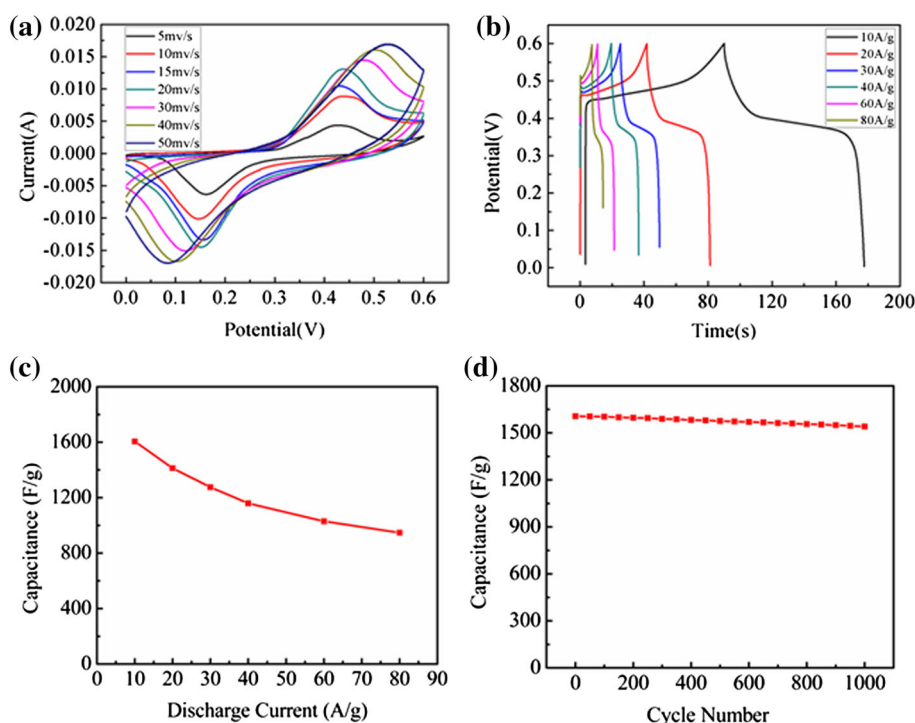 (a)
5mv/s
10mv/s
15mv/s
20mv/s
30mv/s
40mv/s
50mv/s
0.020
0.015
0.010
0.005
0.000
-0.005
-0.010
-0.015
-0.020
Current(A)
0.0 0.1 0.2 0.3 0.4 0.5 0.6
Potential(V)
(b)
10A/g
20A/g
30A/g
40A/g
60A/g
80A/g
0.6
0.5
0.4
0.3
0.2
0.1
0.0
Potential(V)
0 40 80 120 160 200
Time(s)
(c)
2000
1600
1200
800
400
0
Capacitance (F/g)
0 10 20 30 40 50 60 70 80 90
Discharge Current (A/g)
(d)
1800
1500
1200
900
600
300
0
Capacitance (F/g)
0 200 400 600 800 1000
Cycle Number